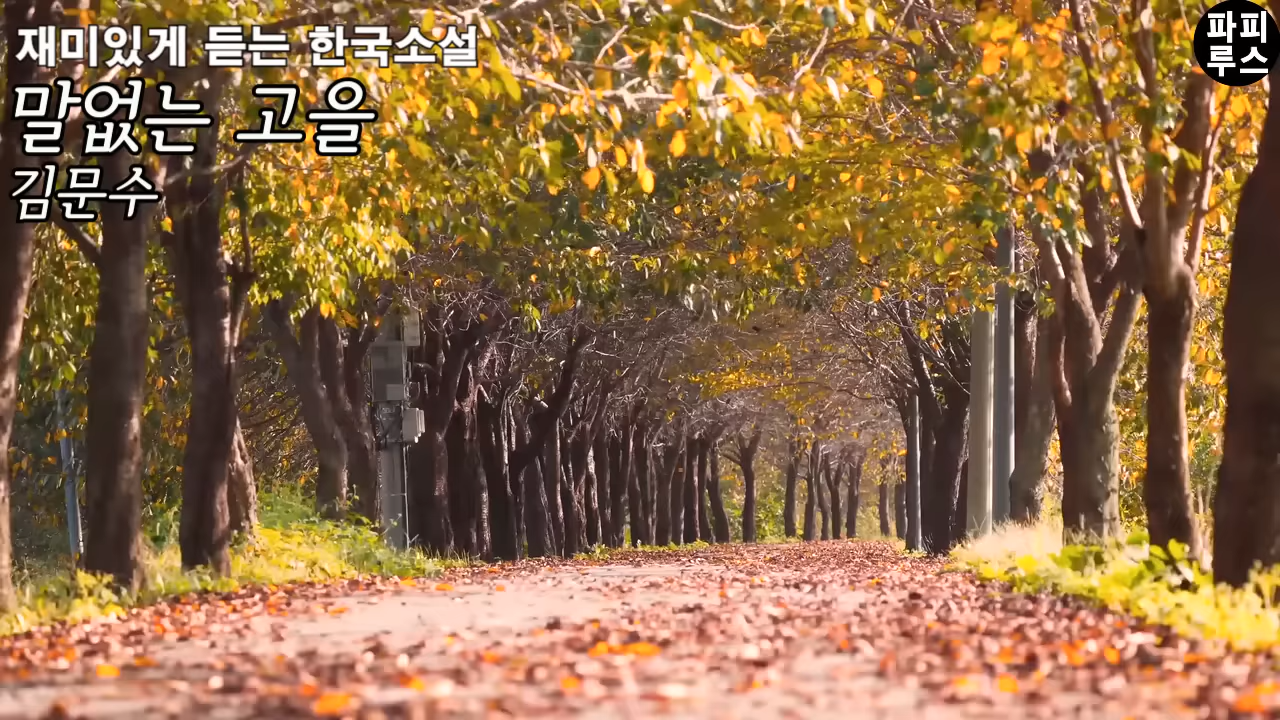 재미있게 듣는 한국소설
말없는 고을
김문수
파피
루스